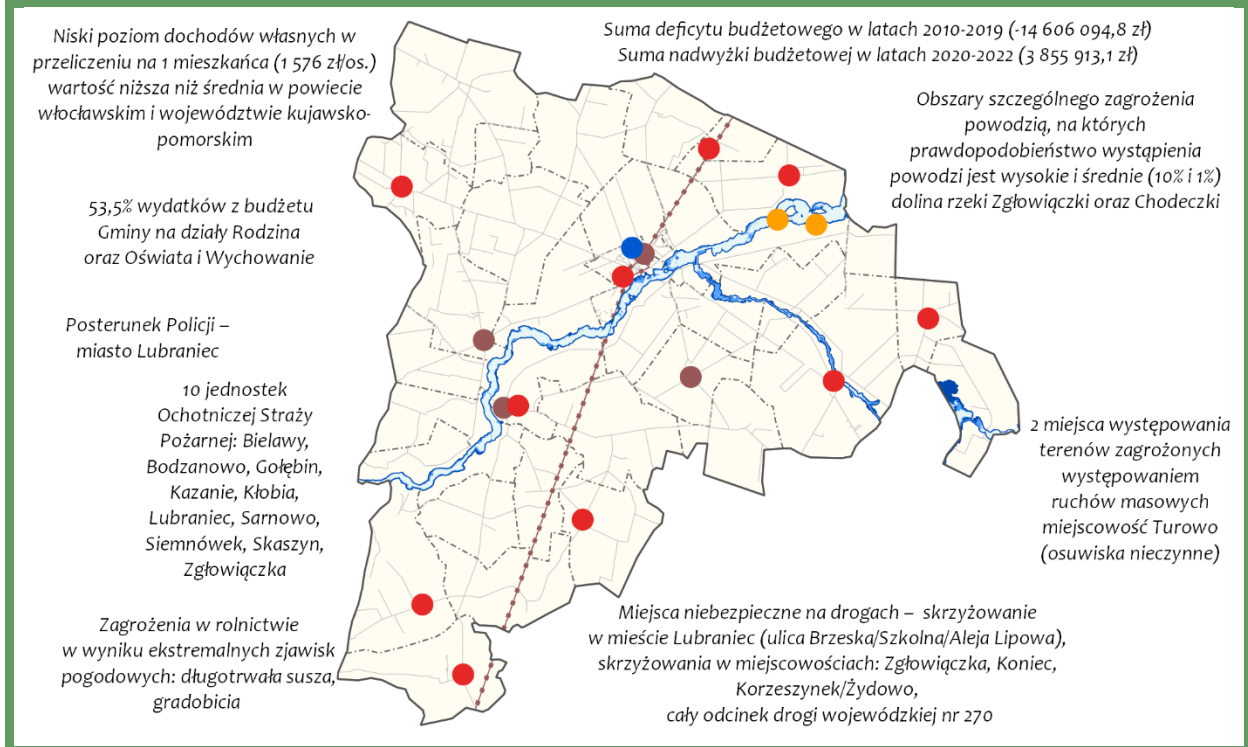 Niski poziom dochodów własnych w
przeliczeniu na 1 mieszkańca (1 576 zł/os.)
wartość niższa niż średnia w powiecie
włocławskim i województwie kujawsko-
pomorskim
Suma deficytu budżetowego w latach 2010-2019 (-14 606 094,8 zł)
Suma nadwyżki budżetowej w latach 2020-2022 (3 855 913,1 zł)
Obszary szczególnego zagrożenia
powodzią, na których
prawdopodobieństwo wystąpienia
powodzi jest wysokie i średnie (10% i 1%)
dolina rzeki Zgłowiączki oraz Chodeczki
53,5% wydatków z budżetu
Gminy na działy Rodzina
oraz Oświata i Wychowanie
Posterunek Policji –
miasto Lubraniec
10 jednostek
Ochotniczej Straży
Pożarnej: Bielawy,
Bodzanowo, Gołębin,
Kazanie, Kłobia,
Lubraniec, Sarnowo,
Siemnówek, Skaszyn,
Zgłowiączka
2 miejsca występowania
terenów zagrożonych
występowaniem
ruchów masowych
miejscowość Turowo
(osuwiska nieczynne)
Zagrożenia w rolnictwie
w wyniku ekstremalnych zjawisk
pogodowych: długotrwała susza,
gradobicia
Miejsca niebezpieczne na drogach – skrzyżowanie
w mieście Lubraniec (ulica Brzeska/Szkolna/Aleja Lipowa),
skrzyżowania w miejscowościach: Zgłowiączka, Koniec,
Korzeszynek/Żydowo,
cały odcinek drogi wojewódzkiej nr 270